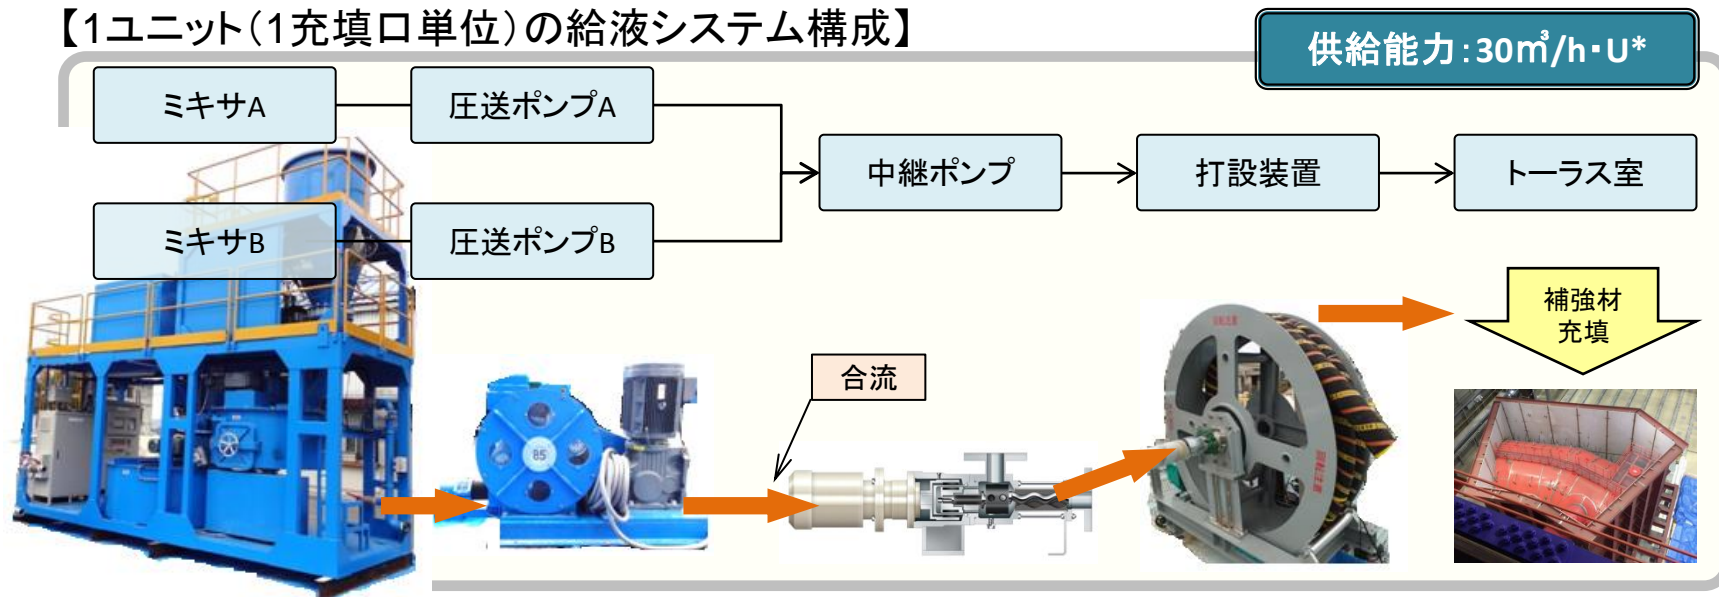 【1ユニット（1充填口単位）の給液システム構成】
供給能力：30㎥/h・U*
ミキサA
圧送ポンプA
中継ポンプ
打設装置
トーラス室
ミキサB
圧送ポンプB
補強材
充填
合流
85